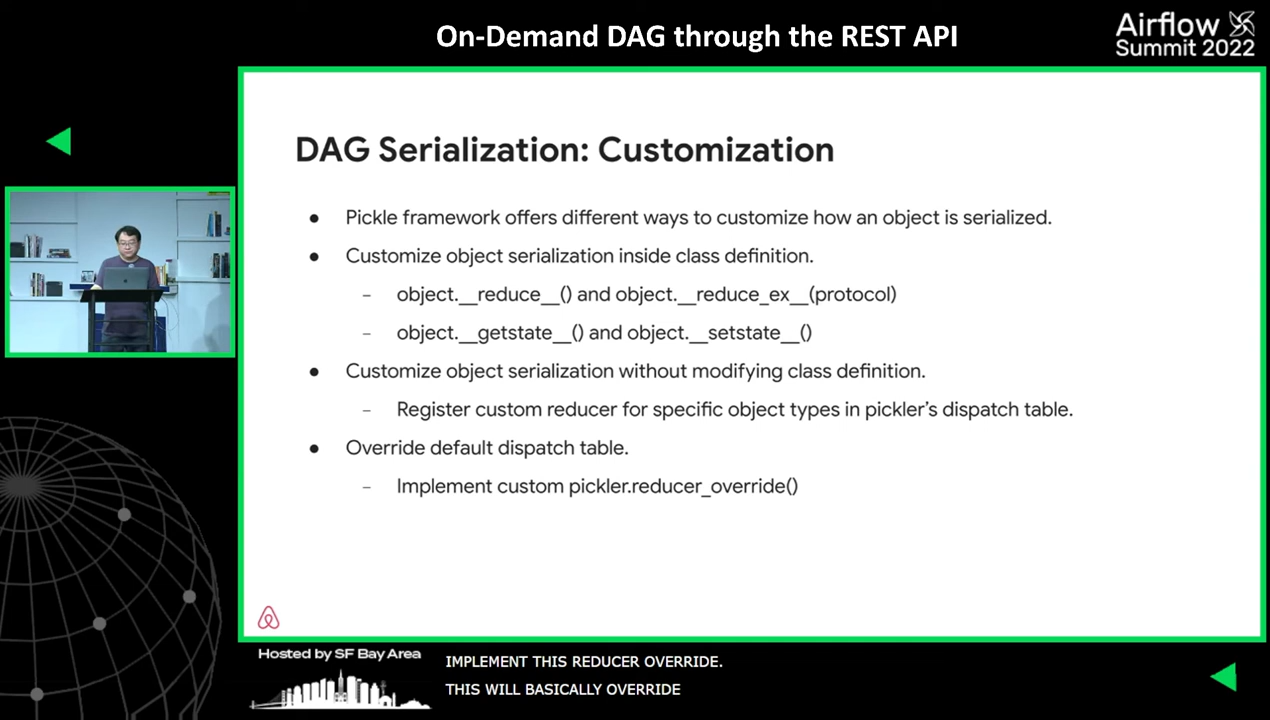 On-Demand DAG through the REST API
Airflow
Summit 2022
DAG Serialization: Customization
● Pickle framework offers different ways to customize how an object is serialized.
● Customize object serialization inside class definition.
– object.__reduce__() and object.__reduce_ex__(protocol)
– object.__getstate__() and object.__setstate__()
● Customize object serialization without modifying class definition.
– Register custom reducer for specific object types in pickler’s dispatch table.
● Override default dispatch table.
– Implement custom pickler.reducer_override()
Hosted by SF Bay Area
IMPLEMENT THIS REDUCER OVERRIDE.
THIS WILL BASICALLY OVERRIDE